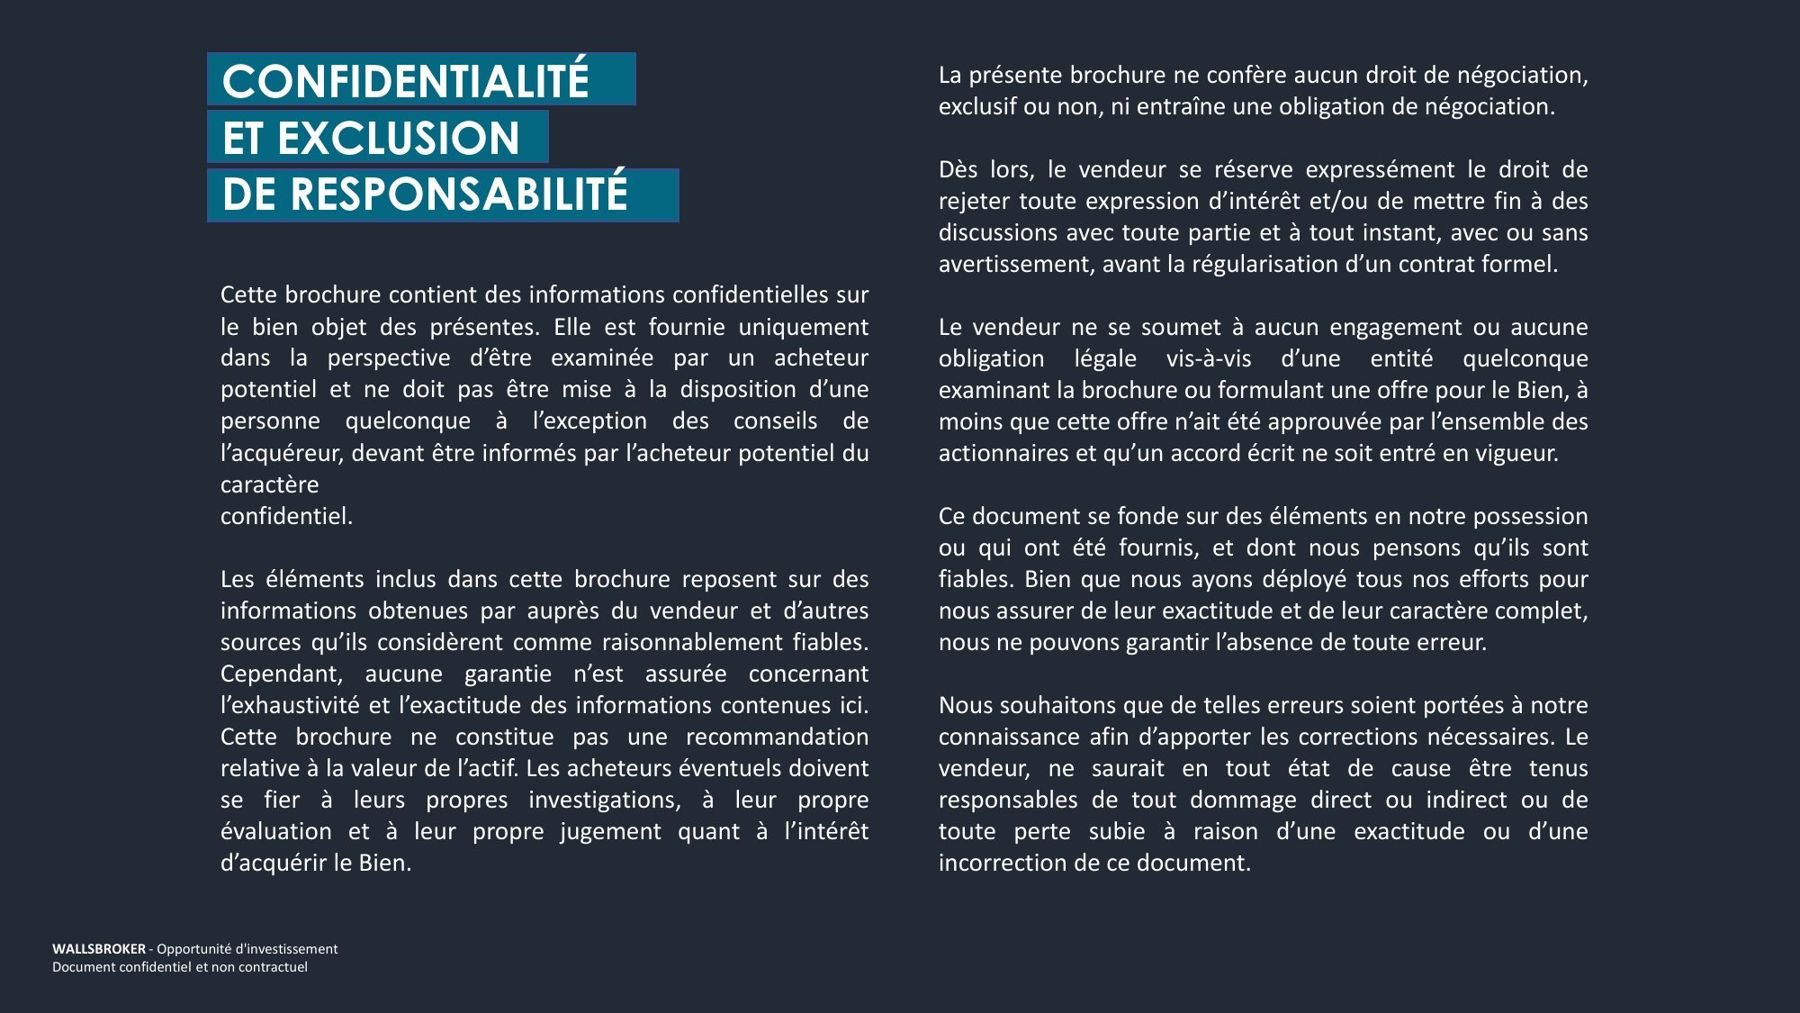 CONFIDENTIALITÉ
ET EXCLUSION
DE RESPONSABILITÉ
Cette brochure contient des informations confidentielles sur
le bien objet des présentes. Elle est fournie uniquement
dans la perspective d’être examinée par un acheteur
potentiel et ne doit pas être mise à la disposition d’une
personne quelconque à l’exception des conseils de
l’acquéreur, devant être informés par l’acheteur potentiel du
caractère
confidentiel.
Les éléments inclus dans cette brochure reposent sur des
informations obtenues par auprès du vendeur et d’autres
sources qu’ils considèrent comme raisonnablement fiables.
Cependant, aucune garantie n’est assurée concernant
l’exhaustivité et l’exactitude des informations contenues ici.
Cette brochure ne constitue pas une recommandation
relative à la valeur de l’actif. Les acheteurs éventuels doivent
se fier à leurs propres investigations, à leur propre
évaluation et à leur propre jugement quant à l’intérêt
d’acquérir le Bien.
La présente brochure ne confère aucun droit de négociation,
exclusif ou non, ni entraîne une obligation de négociation.
Dès lors, le vendeur se réserve expressément le droit de
rejeter toute expression d’intérêt et/ou de mettre fin à des
discussions avec toute partie et à tout instant, avec ou sans
avertissement, avant la régularisation d’un contrat formel.
Le vendeur ne se soumet à aucun engagement ou aucune
obligation légale vis-à-vis d’une entité quelconque
examinant la brochure ou formulant une offre pour le Bien, à
moins que cette offre n’ait été approuvée par l’ensemble des
actionnaires et qu’un accord écrit ne soit entré en vigueur.
Ce document se fonde sur des éléments en notre possession
ou qui ont été fournis, et dont nous pensons qu’ils sont
fiables. Bien que nous ayons déployé tous nos efforts pour
nous assurer de leur exactitude et de leur caractère complet,
nous ne pouvons garantir l’absence de toute erreur.
Nous souhaitons que de telles erreurs soient portées à notre
connaissance afin d’apporter les corrections nécessaires. Le
vendeur, ne saurait en tout état de cause être tenus
responsables de tout dommage direct ou indirect ou de
toute perte subie à raison d’une exactitude ou d’une
incorrection de ce document.
WALLSBROKER - Opportunité d'investissement
Document confidentiel et non contractuel